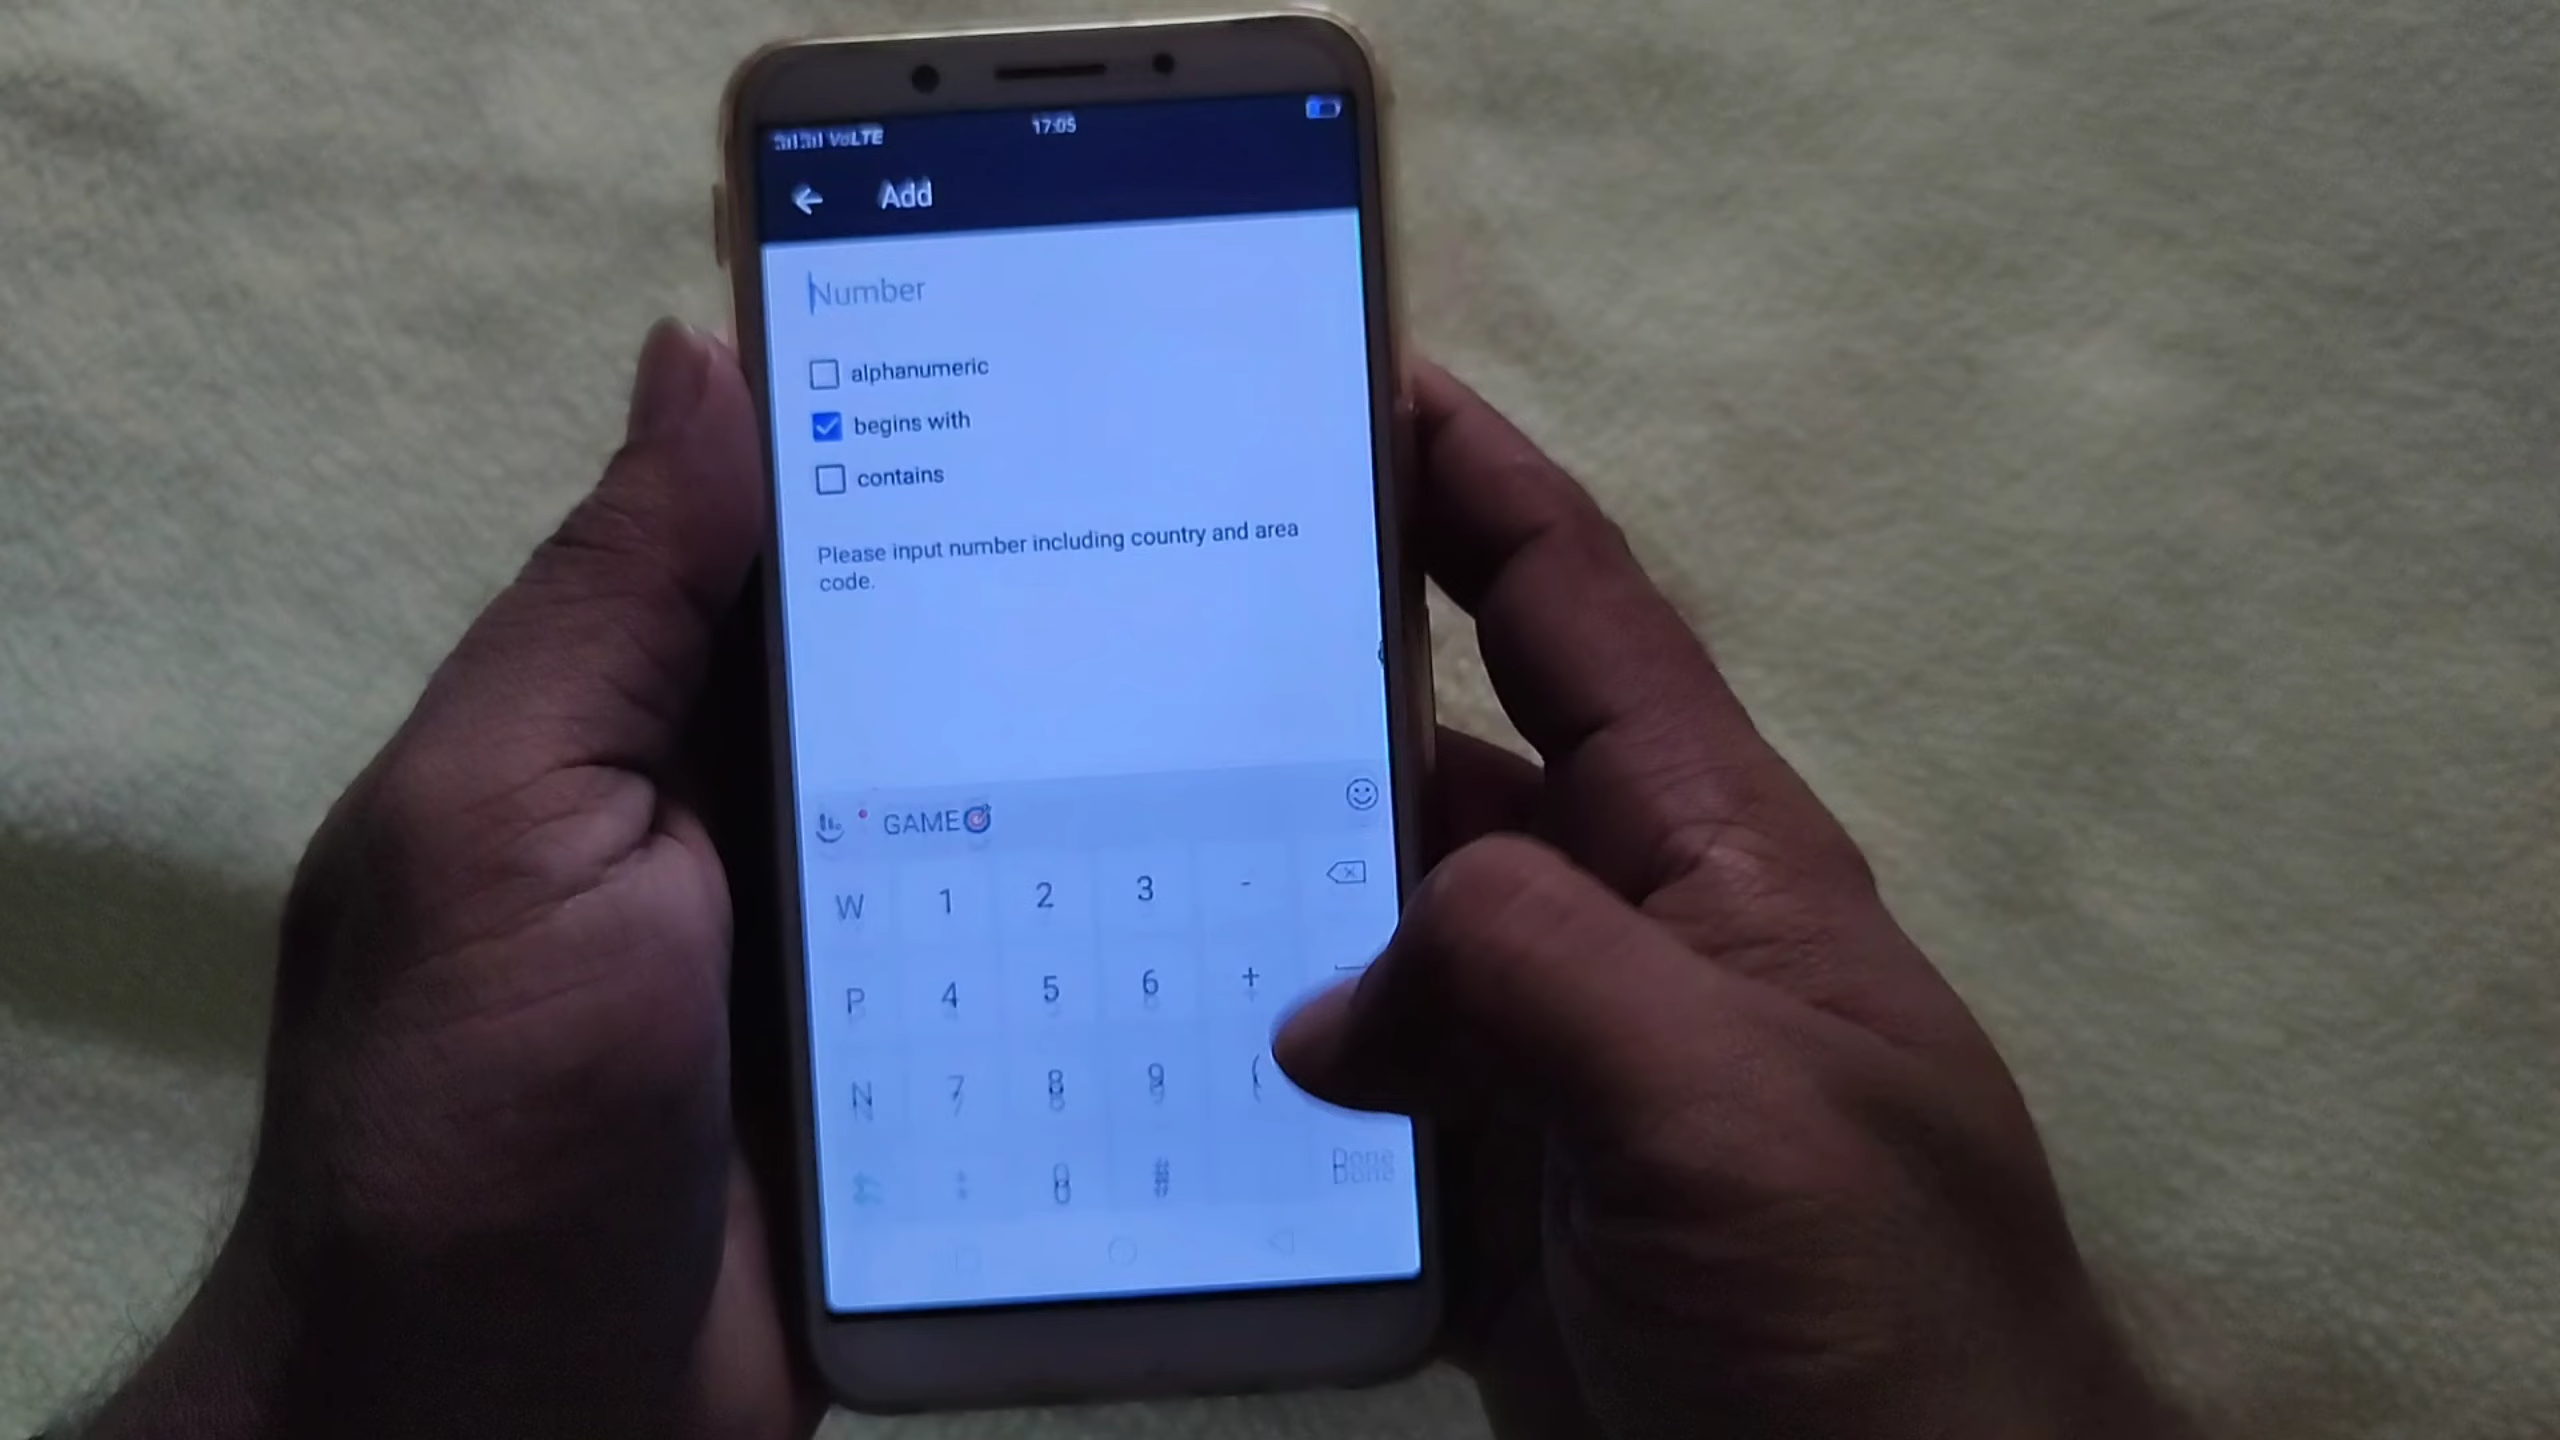 VoLTE 17:05
Add
Number
alphanumeric
begins with
contains
Please input number including country and area
code.
GAME
W 1 2 3 -
P 4 5 6 +
N 7 8 9 (
* 0 #
Done